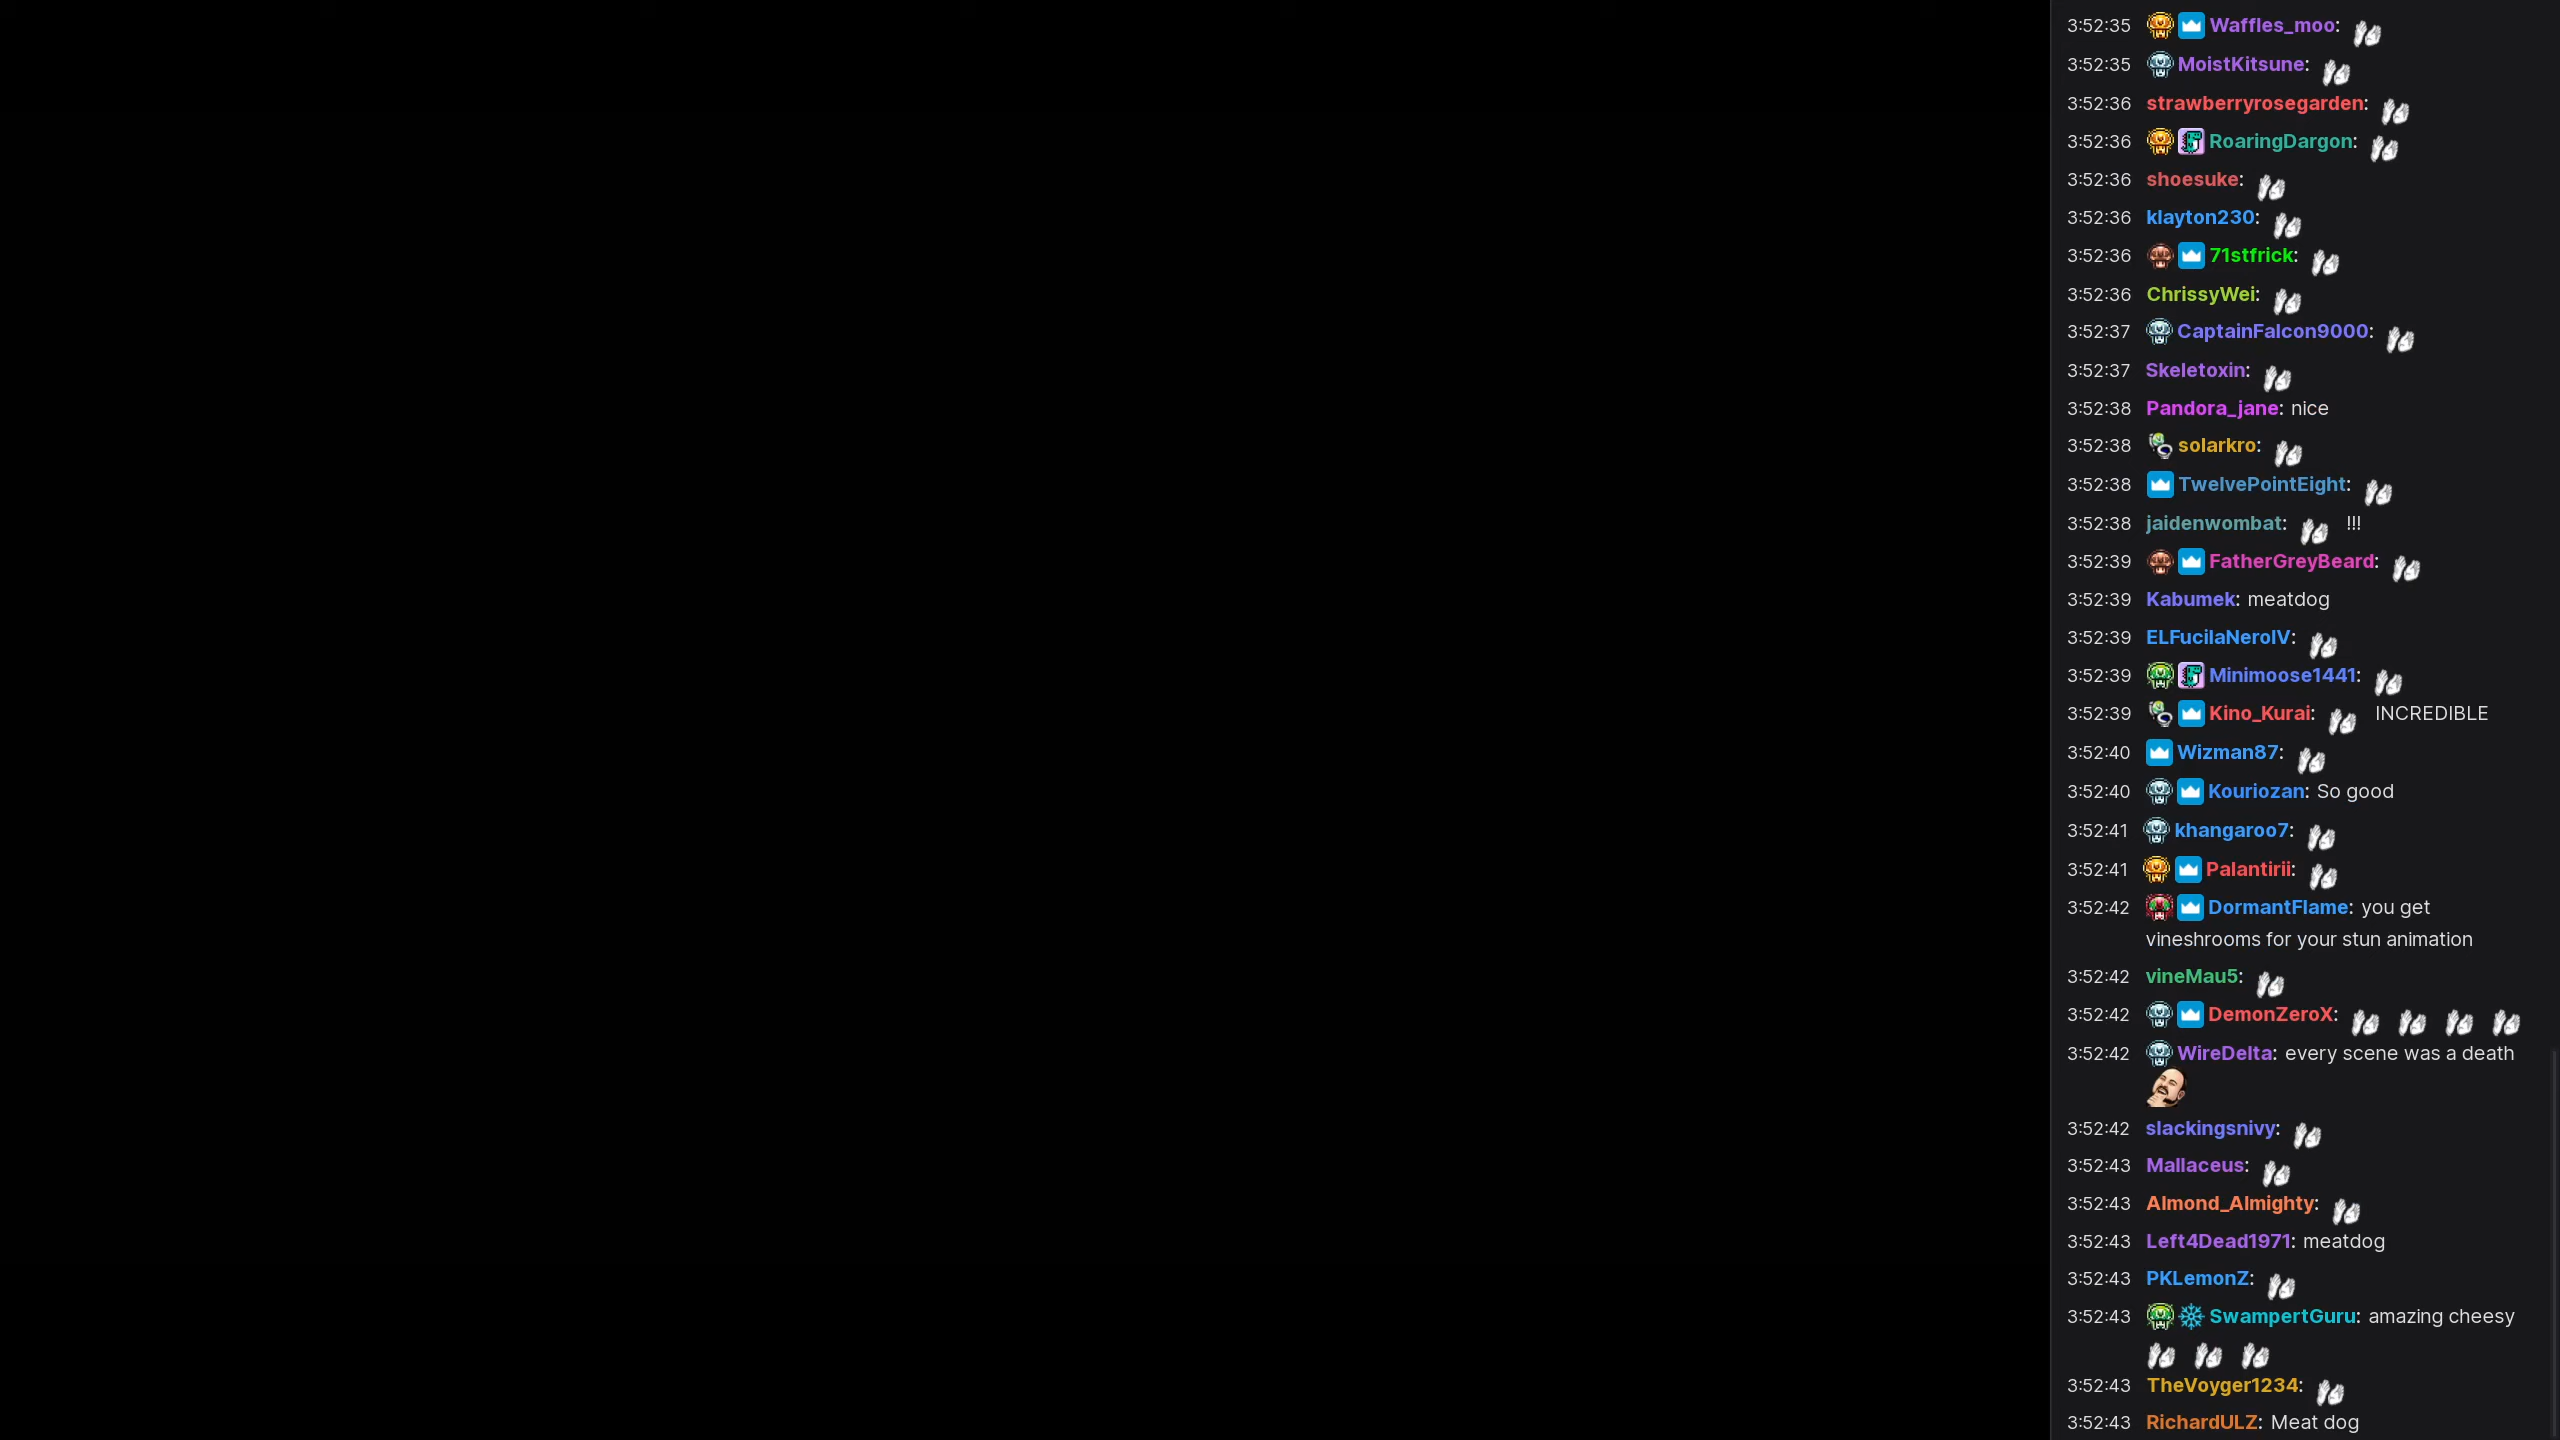 3:52:35 Waffles_moo:
3:52:35 MoistKitsune:
3:52:36 strawberryrosegarden:
3:52:36 RoaringDargon:
3:52:36 shoesuke:
3:52:36 klayton230:
3:52:36 71stfrick:
3:52:36 ChrissyWei:
3:52:37 CaptainFalcon9000:
3:52:37 Skeletoxin:
3:52:38 Pandora_jane: nice
3:52:38 solarkro:
3:52:38 TwelvePointEight:
3:52:38 jaidenwombat: !!!
3:52:39 FatherGreyBeard:
3:52:39 Kabumek: meatdog
3:52:39 ELFucilaNeroIV:
3:52:39 Minimoose1441:
3:52:39 Kino_Kurai: INCREDIBLE
3:52:40 Wizman87:
3:52:40 Kouriozan: So good
3:52:41 khangaroo7:
3:52:41 Palantirii:
3:52:42 DormantFlame: you get
vineshrooms for your stun animation
3:52:42 vineMau5:
3:52:42 DemonZeroX:
3:52:42 WireDelta: every scene was a death
3:52:42 slackingsnivy:
3:52:43 Mallaceus:
3:52:43 Almond_Almighty:
3:52:43 Left4Dead1971: meatdog
3:52:43 PKLemonZ:
3:52:43 SwampertGuru: amazing cheesy
3:52:43 TheVoyger1234:
3:52:43 RichardULZ: Meat dog